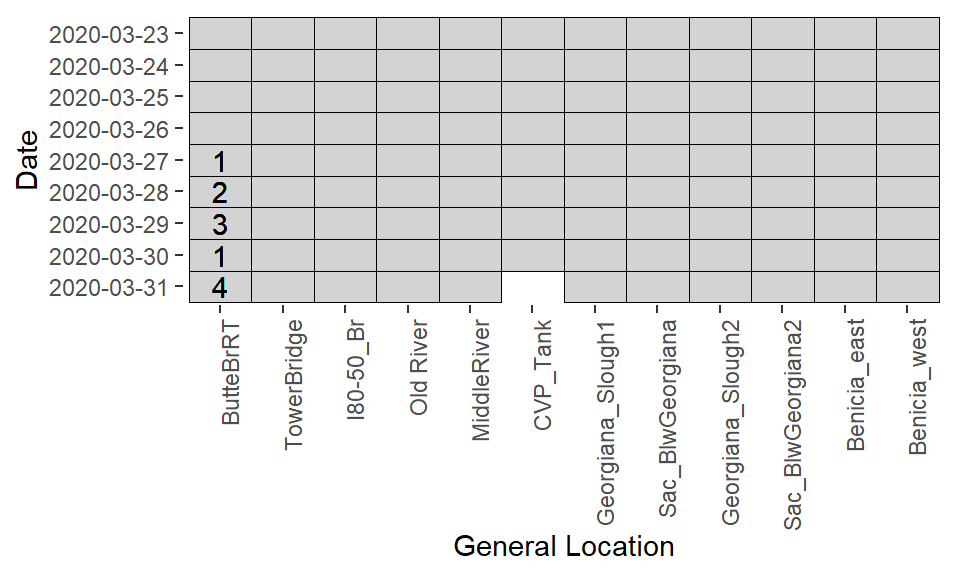 Date
2020-03-23
2020-03-24
2020-03-25
2020-03-26
2020-03-27 1
2020-03-28 2
2020-03-29 3
2020-03-30 1
2020-03-31 4
ButteBrRT
TowerBridge
I80-50_Br
Old River
MiddleRiver
CVP_Tank
Georgiana_Slough1
Sac_BlwGeorgiana
Georgiana_Slough2
Sac_BlwGeorgiana2
Benicia_east
Benicia_west
General Location